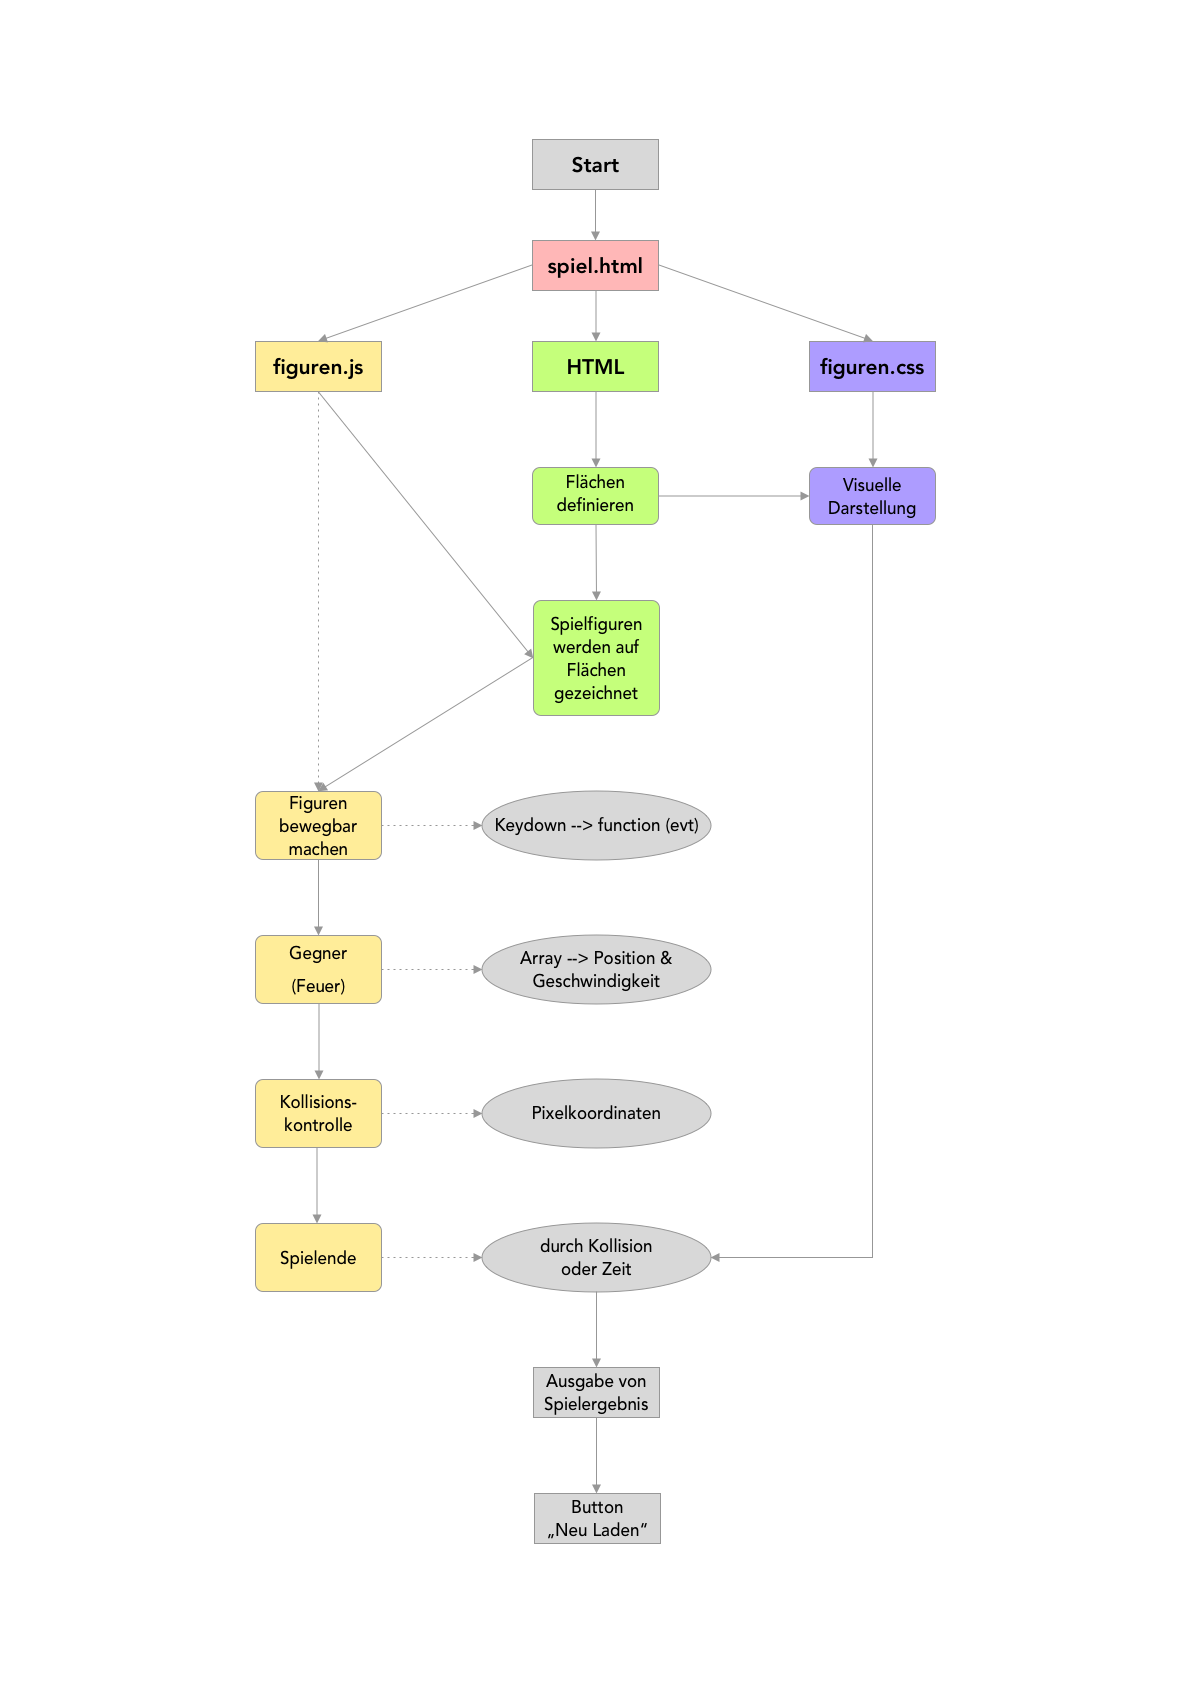 Start
spiel.html
figuren.js
HTML
figuren.css
Flächen
definieren
Visuelle
Darstellung
Spielfiguren
werden auf
Flächen
gezeichnet
Figuren
bewegbar
machen
Keydown --> function (evt)
Gegner
(Feuer)
Array --> Position &
Geschwindigkeit
Kollisions-
kontrolle
Pixelkoordinaten
Spielende
durch Kollision
oder Zeit
Ausgabe von
Spielergebnis
Button
„Neu Laden“